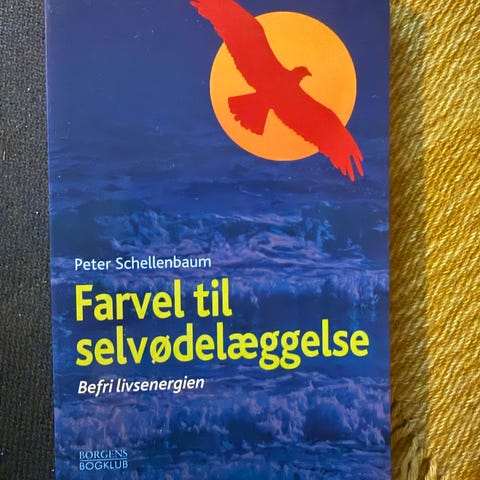 Peter Schellenbaum
Farvel til
selvødelæggelse
Befri livsenergien
BORGENS
BOGKLUB